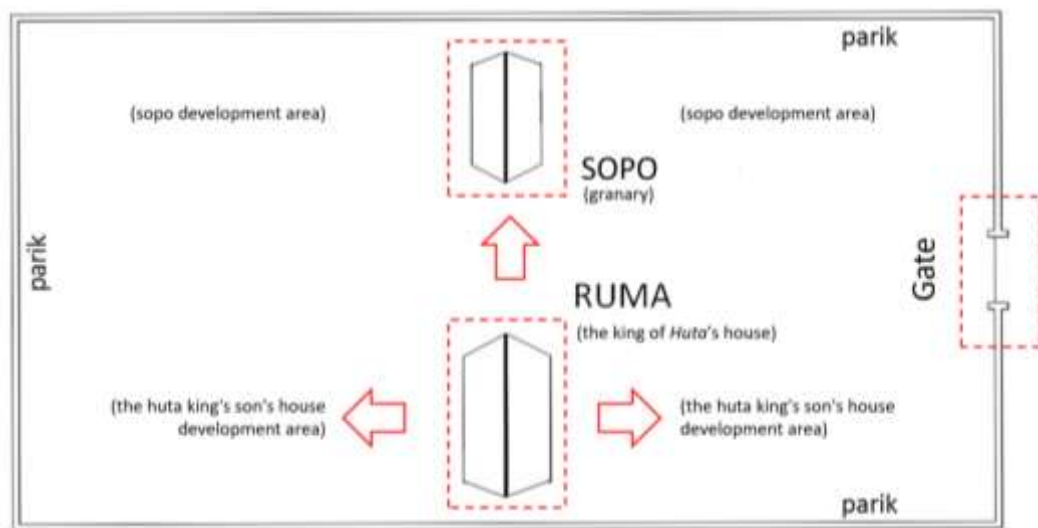 parik
(sopo development area)
(sopo development area)
SOPO
(granary)
parik
Gate
RUMA
(the king of Huta's house)
(the huta king's son's house
development area)
(the huta king's son's house
development area)
parik